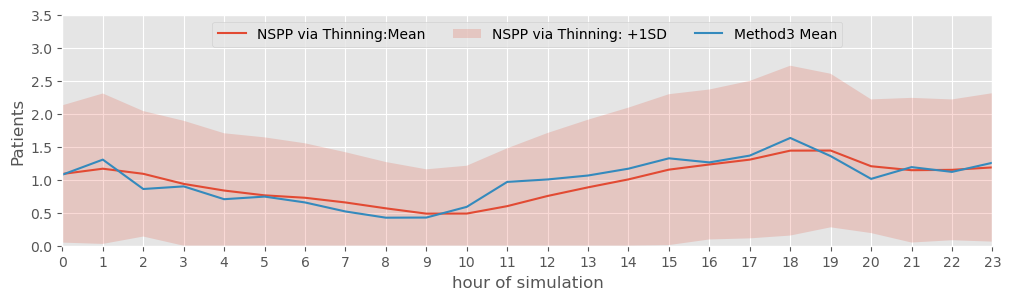 NSPP via Thinning:Mean NSPP via Thinning: +1SD Method3 Mean
3.5
3.0
2.5
2.0
1.5
1.0
0.5
0.0
Patients
0 1 2 3 4 5 6 7 8 9 10 11 12 13 14 15 16 17 18 19 20 21 22 23
hour of simulation